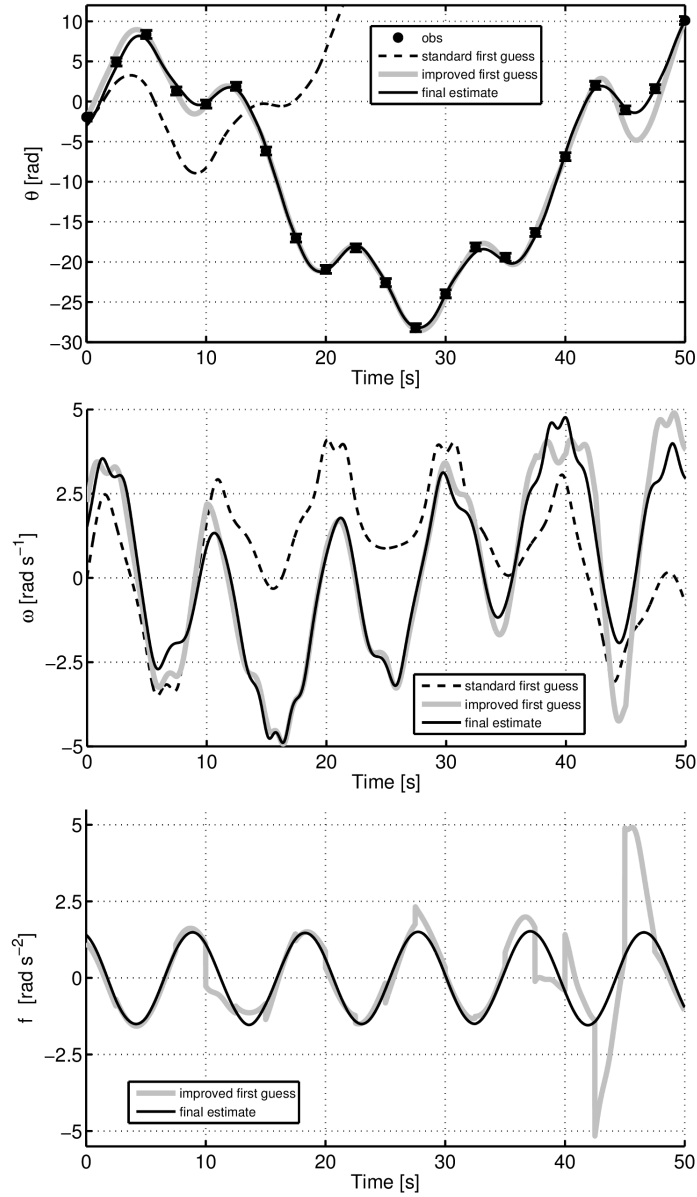 10
5
0
−5
−10
−15
−20
−25
−30
θ [rad]
obs
standard first guess
improved first guess
final estimate
0 10 20 30 40 50
Time [s]
5
2.5
0
−2.5
−5
ω [rad s⁻¹]
standard first guess
improved first guess
final estimate
0 10 20 30 40 50
Time [s]
5
2.5
0
−2.5
−5
f [rad s⁻²]
improved first guess
final estimate
0 10 20 30 40 50
Time [s]